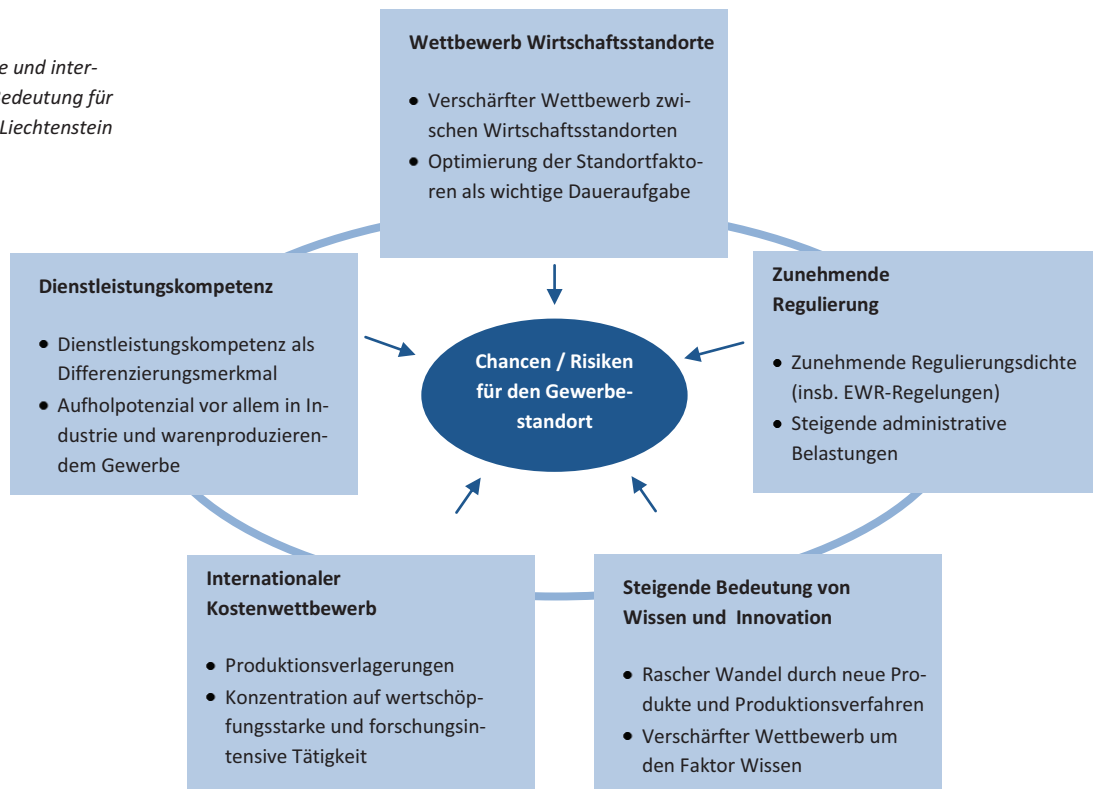 Wettbewerb Wirtschaftsstandorte
• Verschärfter Wettbewerb zwi-
schen Wirtschaftsstandorten
• Optimierung der Standortfakto-
ren als wichtige Daueraufgabe
e und inter-
edeutung für
Liechtenstein
Dienstleistungskompetenz
• Dienstleistungskompetenz als
Differenzierungsmerkmal
• Aufholpotenzial vor allem in In-
dustrie und warenproduzieren-
dem Gewerbe
Chancen / Risiken
für den Gewerbe-
standort
Zunehmende
Regulierung
• Zunehmende Regulierungsdichte
(insb. EWR-Regelungen)
• Steigende administrative
Belastungen
Internationaler
Kostenwettbewerb
• Produktionsverlagerungen
• Konzentration auf wertschöp-
fungsstarke und forschungsin-
tensive Tätigkeit
Steigende Bedeutung von
Wissen und Innovation
• Rascher Wandel durch neue Pro-
dukte und Produktionsverfahren
• Verschärfter Wettbewerb um
den Faktor Wissen